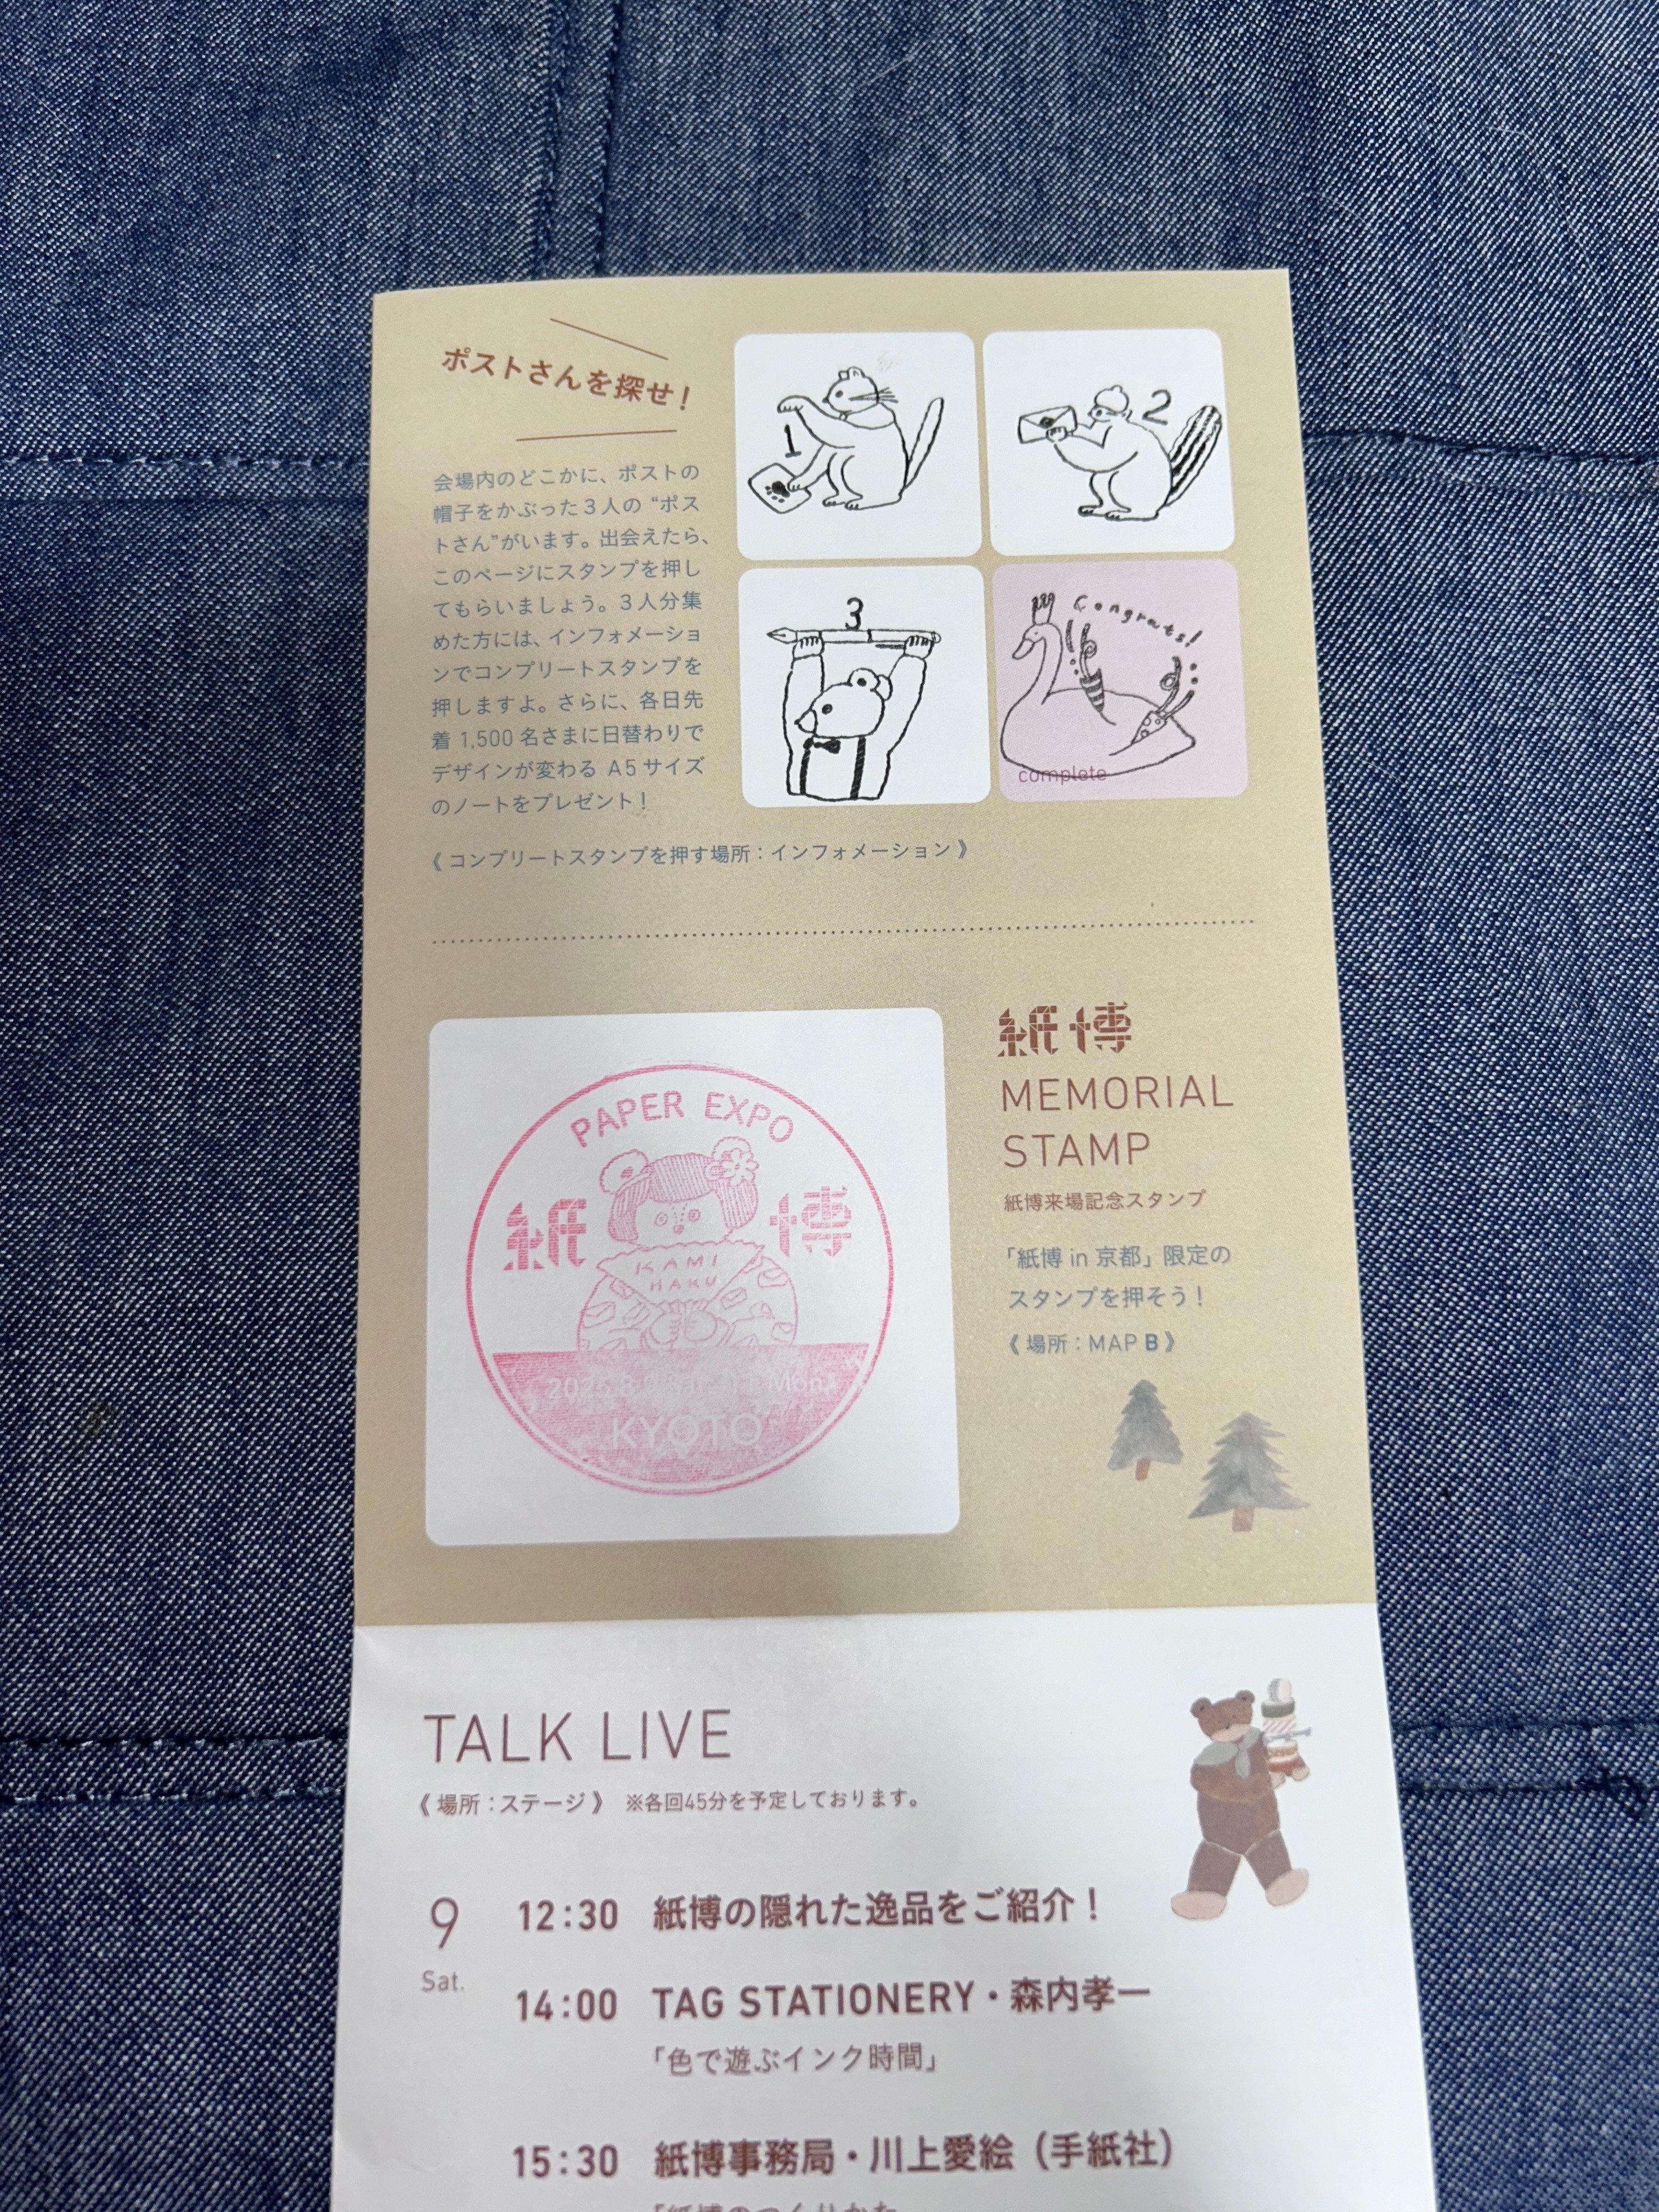 ポストさんを探せ！
会場内のどこかに、ポストの
帽子をかぶった3人の “ポス
トさん”がいます。出会えたら、
このページにスタンプを押し
てもらいましょう。3人分集
めた方には、インフォメーショ
ンでコンプリートスタンプを
押しますよ。さらに、各日先
着 1,500 名さまに日替わりで
デザインが変わる A5サイズ
のノートをプレゼント！
1
2
3
Congrats!
complete
《 コンプリートスタンプを押す場所：インフォメーション 》
PAPER EXPO
紙博
KAMI
HAKU
KYOTO
紙博
MEMORIAL
STAMP
紙博来場記念スタンプ
「紙博 in 京都」限定の
スタンプを押そう！
《 場所：MAP B 》
TALK LIVE
《 場所：ステージ 》 ※各回45分を予定しております。
9
Sat.
12:30 紙博の隠れた逸品をご紹介！
14:00 TAG STATIONERY・森内孝一
「色で遊ぶインク時間」
15:30 紙博事務局・川上愛絵（手紙社）